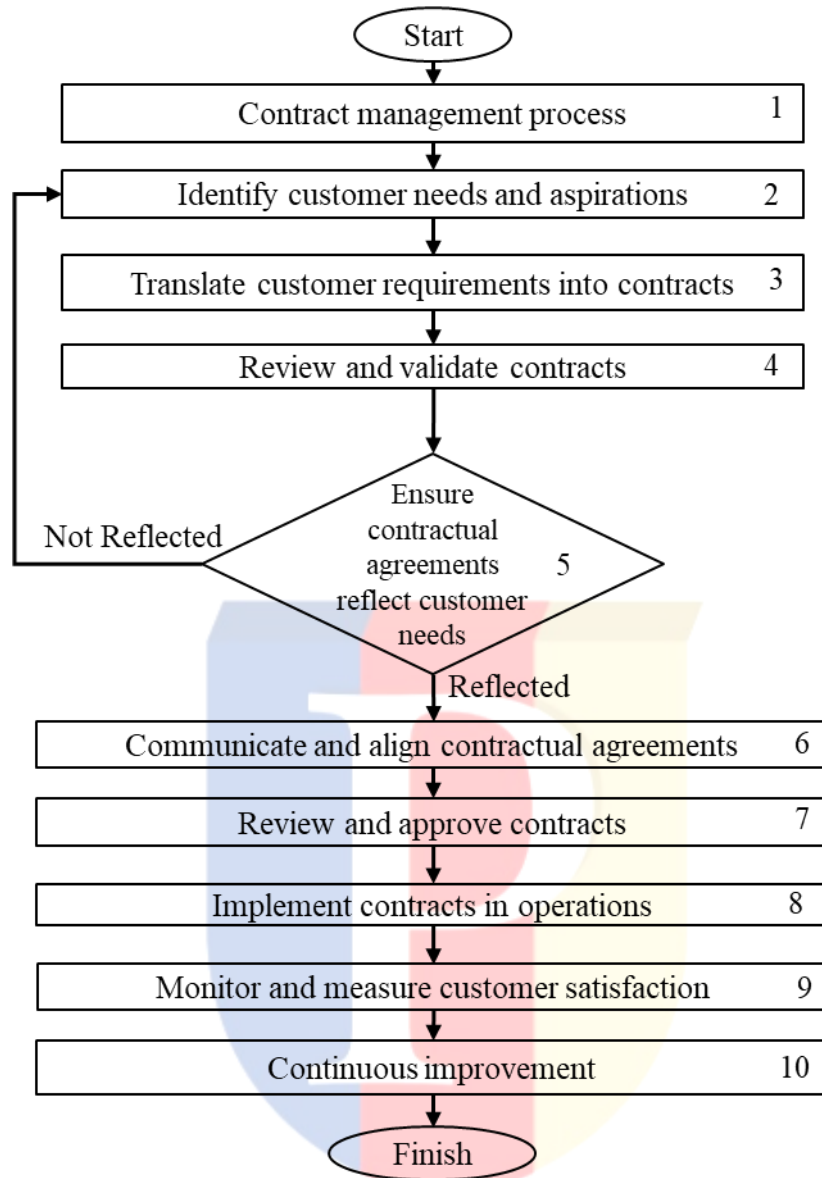 Start
Contract management process 1
Identify customer needs and aspirations 2
Translate customer requirements into contracts 3
Review and validate contracts 4
Ensure
contractual
agreements 5
reflect customer
needs
Not Reflected
Reflected
Communicate and align contractual agreements 6
Review and approve contracts 7
Implement contracts in operations 8
Monitor and measure customer satisfaction 9
Continuous improvement 10
Finish
P